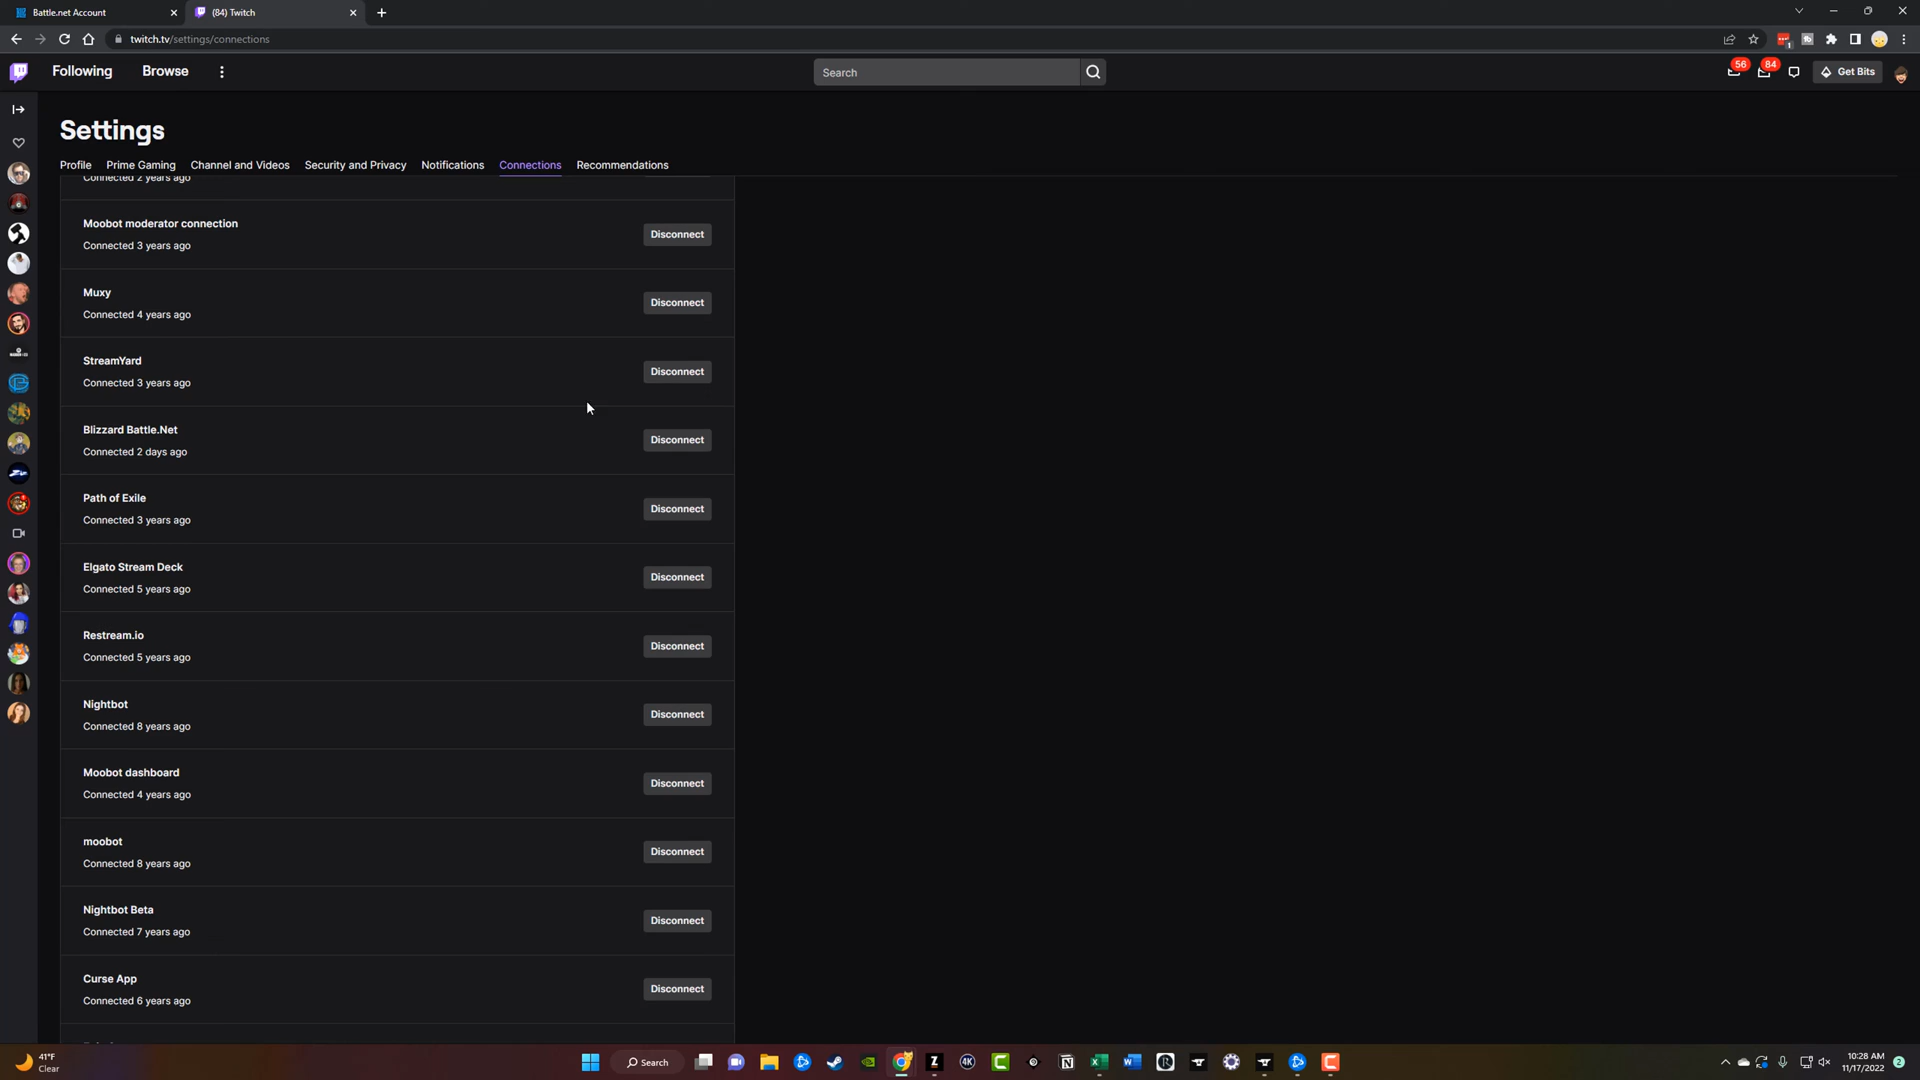 Battle.net Account
(84) Twitch
twitch.tv/settings/connections
Following
Browse
Search
56
84
Get Bits
Settings
Profile
Prime Gaming
Channel and Videos
Security and Privacy
Notifications
Connections
Recommendations
Connected 2 years ago
Moobot moderator connection
Connected 3 years ago
Disconnect
Muxy
Connected 4 years ago
Disconnect
StreamYard
Connected 3 years ago
Disconnect
Blizzard Battle.Net
Connected 2 days ago
Disconnect
Path of Exile
Connected 3 years ago
Disconnect
Elgato Stream Deck
Connected 5 years ago
Disconnect
Restream.io
Connected 5 years ago
Disconnect
Nightbot
Connected 8 years ago
Disconnect
Moobot dashboard
Connected 4 years ago
Disconnect
moobot
Connected 8 years ago
Disconnect
Nightbot Beta
Connected 7 years ago
Disconnect
Curse App
Connected 6 years ago
Disconnect
41°F
Clear
Search
4K
10:28 AM
11/17/2022
2